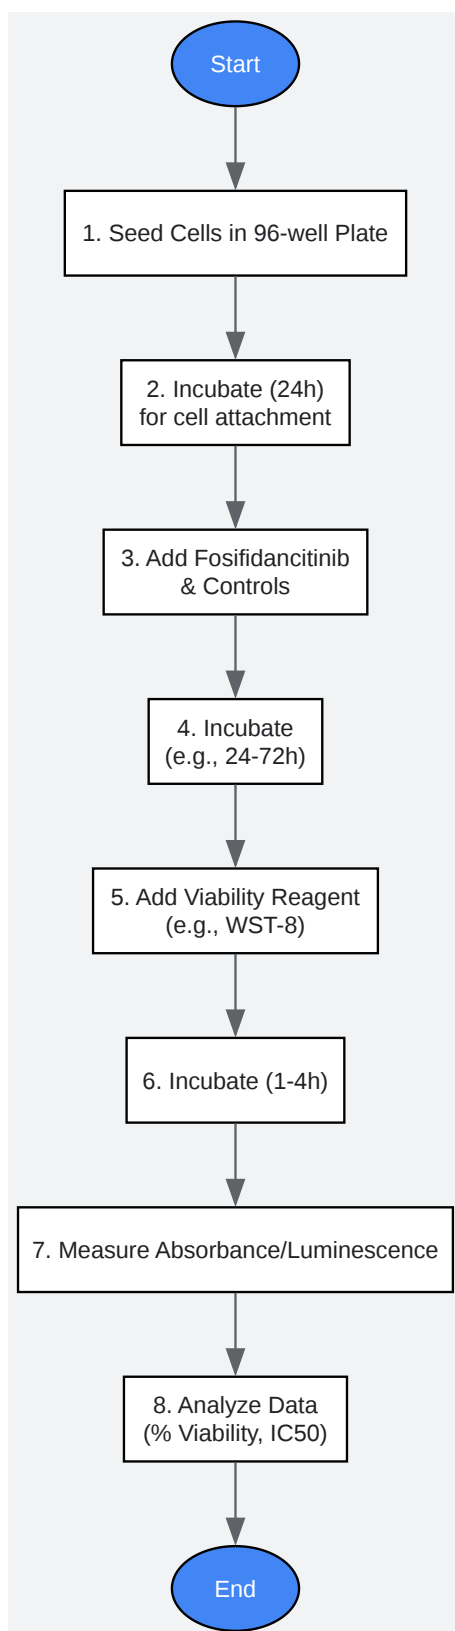 Start
1. Seed Cells in 96-well Plate
2. Incubate (24h)
for cell attachment
3. Add Fosifidancitinib
& Controls
4. Incubate
(e.g., 24-72h)
5. Add Viability Reagent
(e.g., WST-8)
6. Incubate (1-4h)
7. Measure Absorbance/Luminescence
8. Analyze Data
(% Viability, IC50)
End